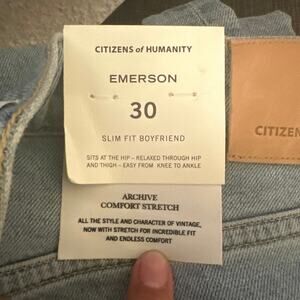 CITIZENS of HUMANITY
EMERSON
30
SLIM FIT BOYFRIEND
SITS AT THE HIP – RELAXED THROUGH HIP
AND THIGH – EASY FROM KNEE TO ANKLE
CITIZEN
ARCHIVE
COMFORT STRETCH
ALL THE STYLE AND CHARACTER OF VINTAGE,
NOW WITH STRETCH FOR INCREDIBLE FIT
AND ENDLESS COMFORT